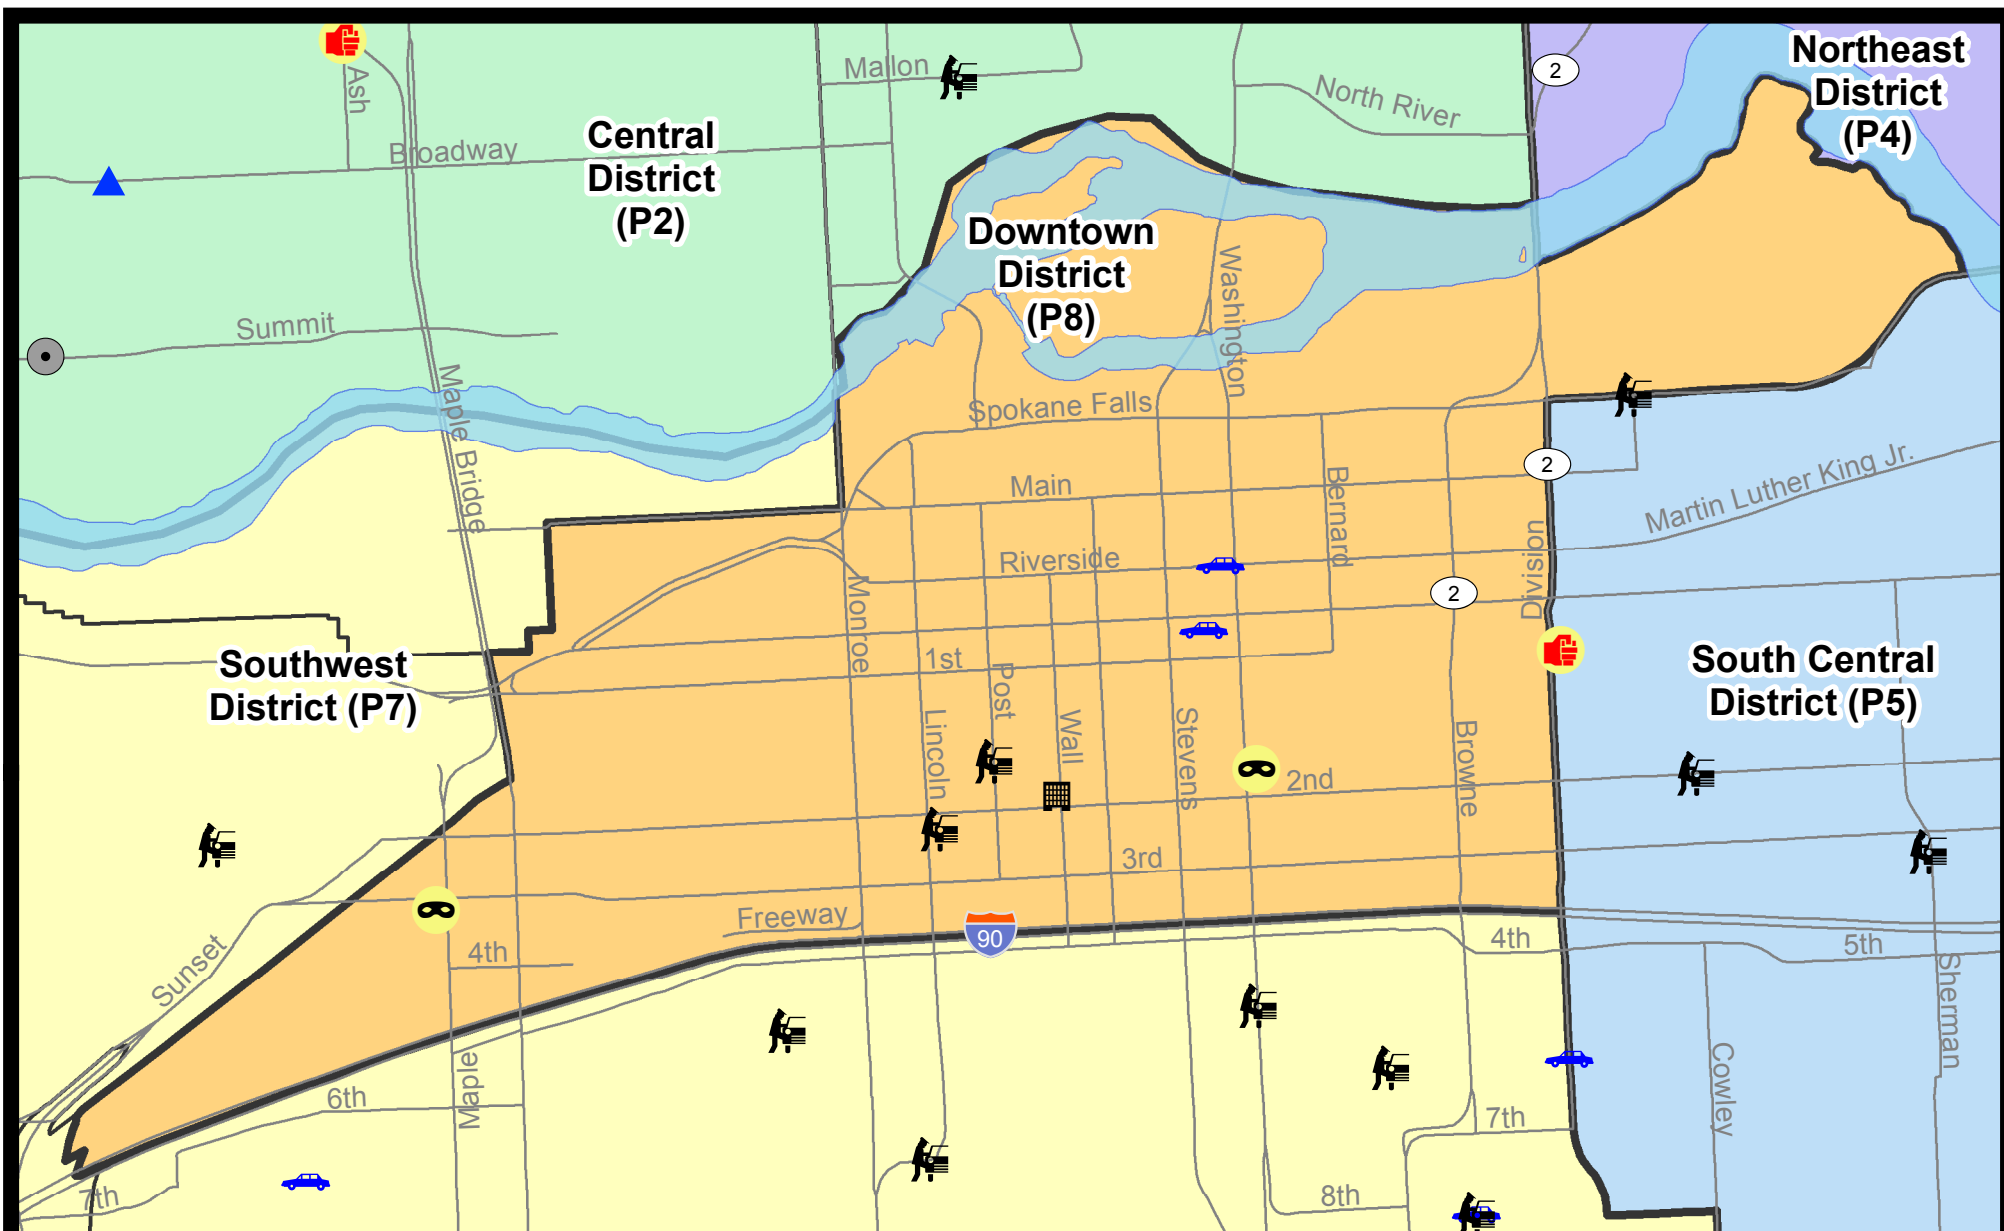 Ash
Mallon
2
Northeast
District
(P4)
North River
Central
District
(P2)
Broadway
Downtown
District
(P8)
Washington
Summit
Maple Bridge
Spokane Falls
Main
Bernard
2
Martin Luther King Jr.
Riverside
Division
Monroe
2
Southwest
District (P7)
1st
Post
South Central
District (P5)
Lincoln
Wall
Stevens
Browne
2nd
3rd
Freeway
90
4th
5th
Sunset
4th
Sherman
Maple
6th
Cowley
7th
7th
8th